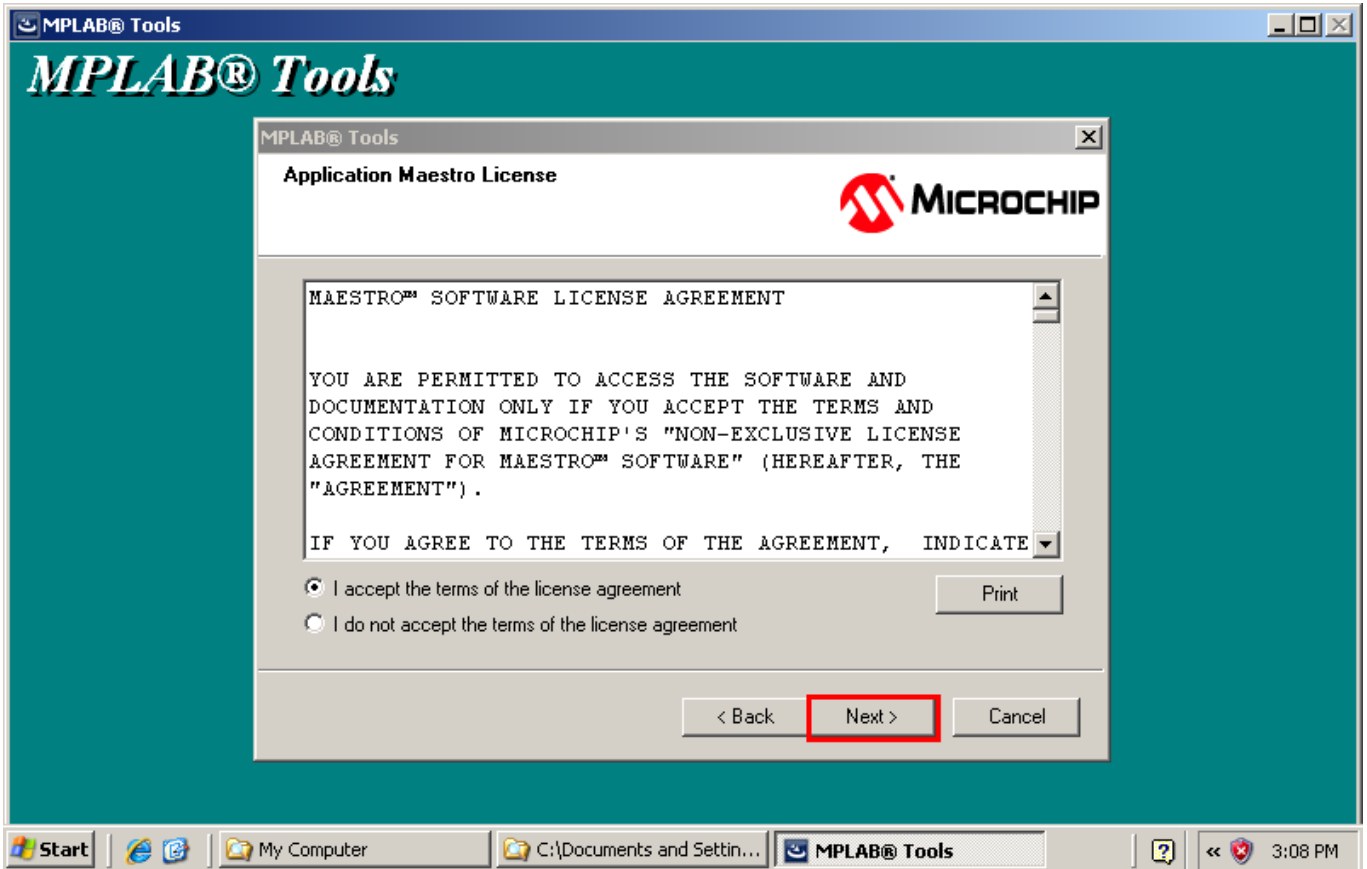 MPLAB® Tools
MPLAB® Tools
MPLAB® Tools
Application Maestro License
MICROCHIP
MAESTRO™ SOFTWARE LICENSE AGREEMENT
YOU ARE PERMITTED TO ACCESS THE SOFTWARE AND
DOCUMENTATION ONLY IF YOU ACCEPT THE TERMS AND
CONDITIONS OF MICROCHIP'S "NON-EXCLUSIVE LICENSE
AGREEMENT FOR MAESTRO™ SOFTWARE" (HEREAFTER, THE
"AGREEMENT").
IF YOU AGREE TO THE TERMS OF THE AGREEMENT, INDICATE
I accept the terms of the license agreement
Print
I do not accept the terms of the license agreement
< Back Next > Cancel
Start My Computer C:\Documents and Settin... MPLAB® Tools ? « 3:08 PM